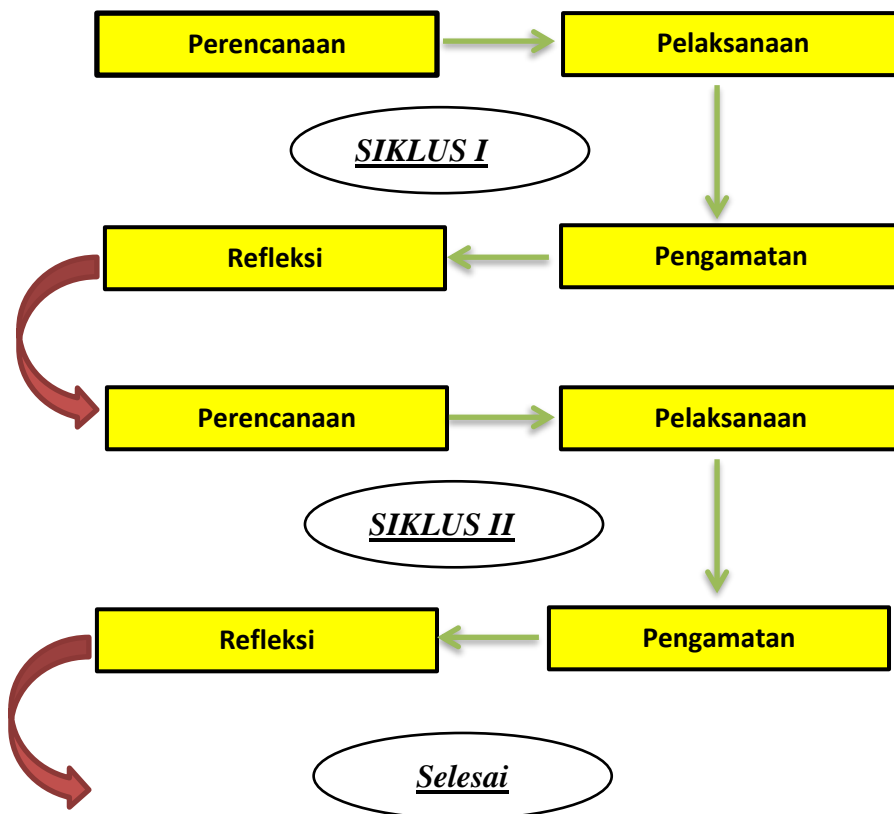 Perencanaan
Pelaksanaan
SIKLUS I
Refleksi
Pengamatan
Perencanaan
Pelaksanaan
SIKLUS II
Refleksi
Pengamatan
Selesai